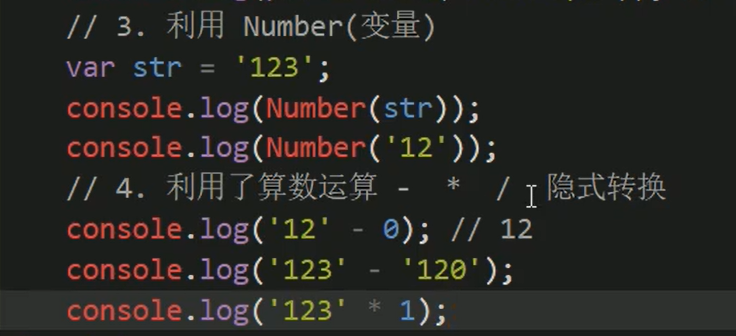 // 3. 利用 Number(变量)
var str = '123';
console.log(Number(str));
console.log(Number('12'));
// 4. 利用了算数运算 -  *  /  隐式转换
console.log('12' - 0); // 12
console.log('123' - '120');
console.log('123' * 1);